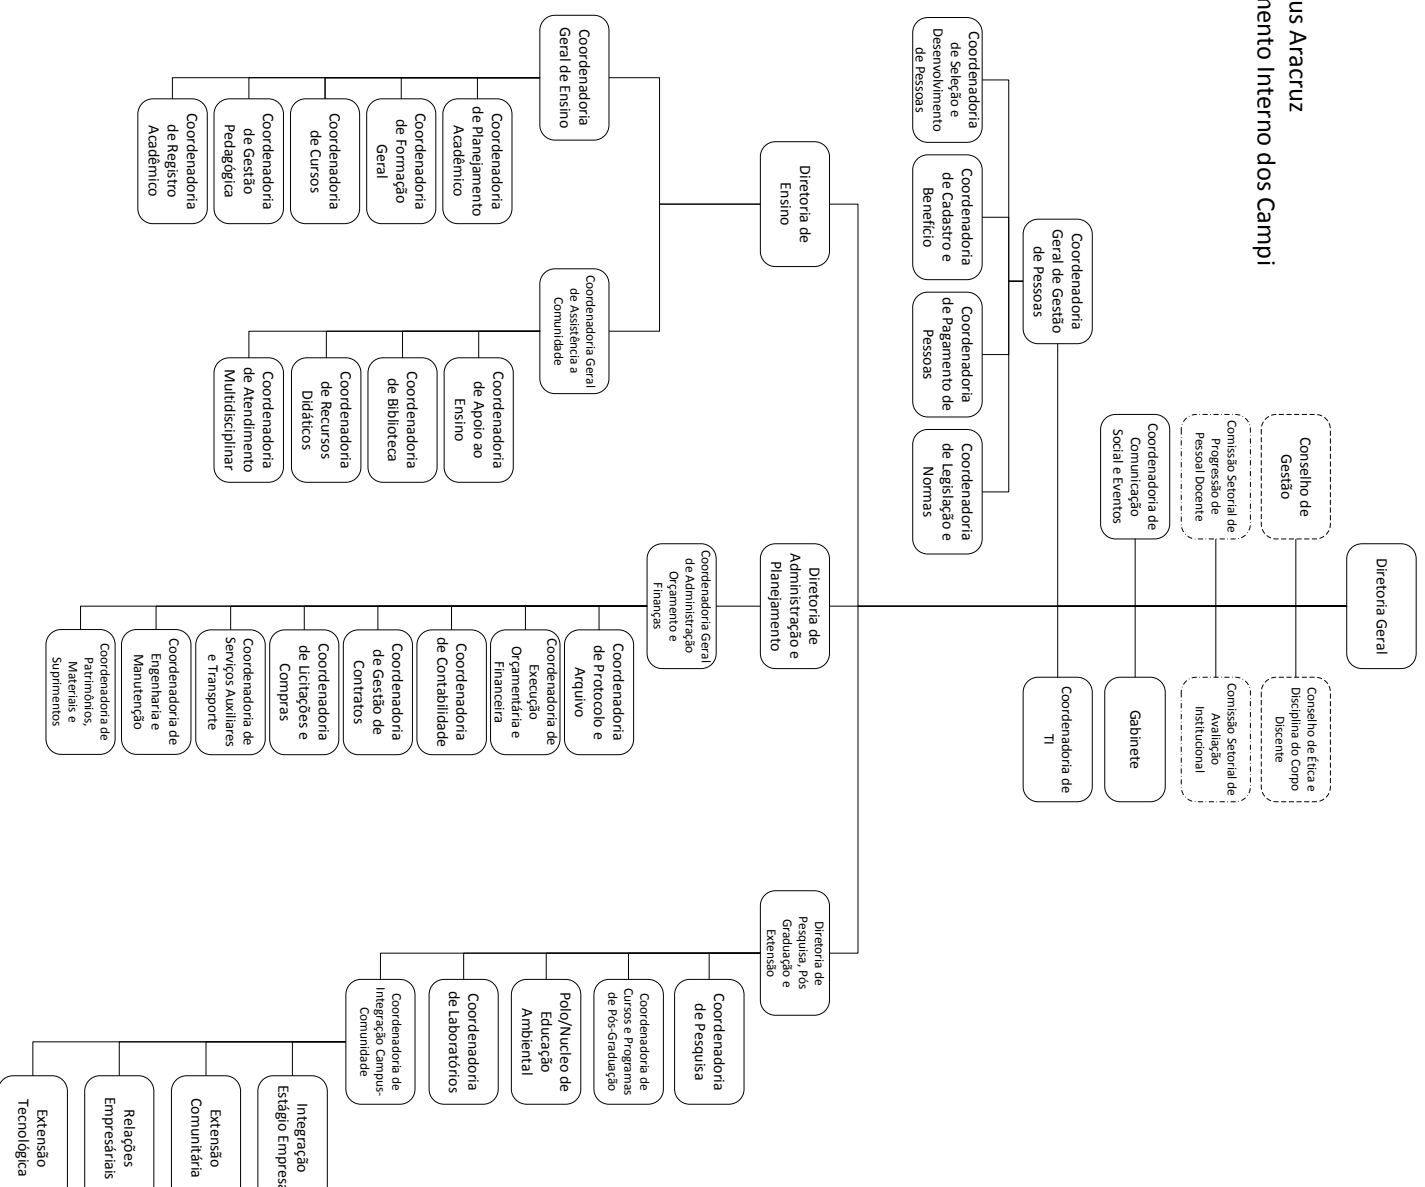 us Aracruz
mento Interno dos Campi
Diretoria Geral
Conselho de
Gestão
Conselho de Ética e
Disciplina do Corpo
Discente
Comissão Setorial de
Progressão de
Pessoal Docente
Comissão Setorial de
Avaliação
Institucional
Coordenadoria de
Comunicação
Social e Eventos
Gabinete
Coordenadoria
Geral de Gestão
de Pessoas
Coordenadoria de
TI
Coordenadoria
de Seleção e
Desenvolvimento
de Pessoas
Coordenadoria
de Cadastro e
Benefício
Coordenadoria
de Pagamento de
Pessoas
Coordenadoria
de Legislação e
Normas
Diretoria de
Ensino
Diretoria de
Administração e
Planejamento
Diretoria de
Pesquisa, Pós
Graduação e
Extensão
Coordenadoria
Geral de Ensino
Coordenadoria
de Planejamento
Acadêmico
Coordenadoria
de Formação
Geral
Coordenadoria
de Cursos
Coordenadoria
de Gestão
Pedagógica
Coordenadoria
de Registro
Acadêmico
Coordenadoria Geral
de Assistência a
Comunidade
Coordenadoria
de Apoio ao
Ensino
Coordenadoria
de Biblioteca
Coordenadoria
de Recursos
Didáticos
Coordenadoria
de Atendimento
Multidisciplinar
Coordenadoria Geral
de Administração
Orçamento e
Finanças
Coordenadoria
de Protocolo e
Arquivo
Coordenadoria de
Execução
Orçamentária e
Financeira
Coordenadoria
de Contabilidade
Coordenadoria
de Gestão de
Contratos
Coordenadoria
de Licitações e
Compras
Coordenadoria de
Serviços Auxiliares
e Transporte
Coordenadoria de
Engenharia e
Manutenção
Coordenadoria de
Patrimônios,
Materiais e
Suprimentos
Coordenadoria
de Pesquisa
Coordenadoria de
Cursos e Programas
de Pós-Graduação
Polo/Nucleo de
Educação
Ambiental
Coordenadoria
de Laboratórios
Coordenadoria de
Integração Campus-
Comunidade
Integração
Estágio Empresa
Extensão
Comunitária
Relações
Empresáriais
Extensão
Tecnológica